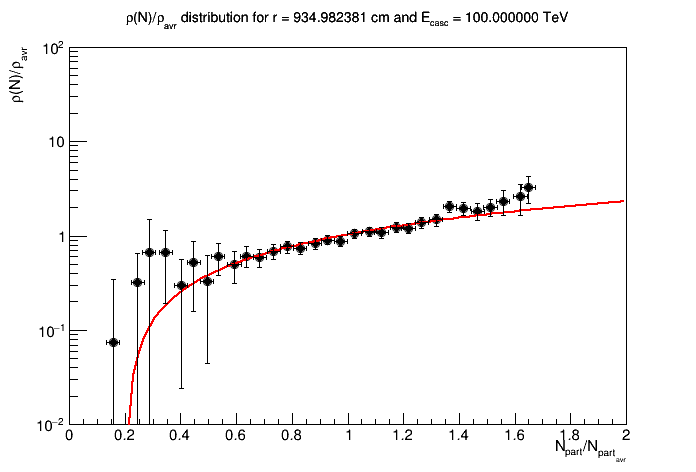 ρ(N)/ρavr distribution for r = 934.982381 cm and Ecasc = 100.000000 TeV
ρ(N)/ρavr
10²
10
1
10⁻¹
10⁻²
0 0.2 0.4 0.6 0.8 1 1.2 1.4 1.6 1.8 2
Npart/Npartavr